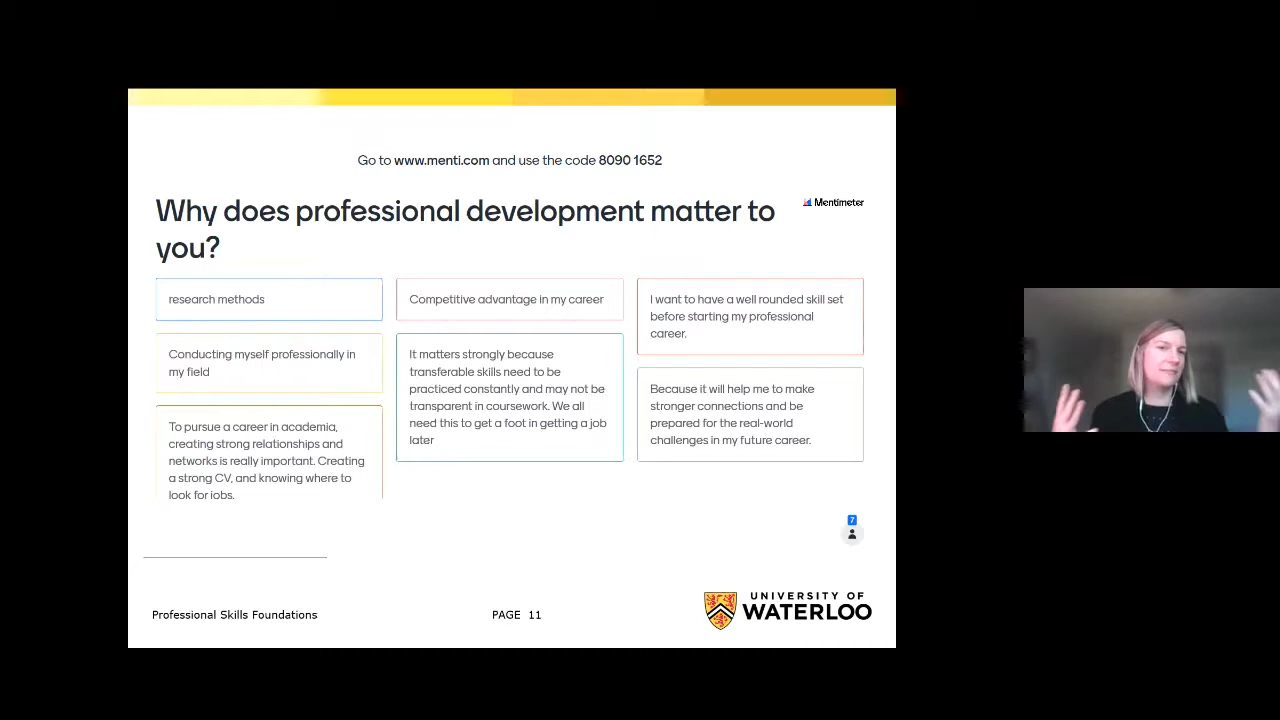 Go to www.menti.com and use the code 8090 1652
Why does professional development matter to
you?
Mentimeter
research methods
Conducting myself professionally in
my field
To pursue a career in academia,
creating strong relationships and
networks is really important. Creating
a strong CV, and knowing where to
look for jobs.
Competitive advantage in my career
It matters strongly because
transferable skills need to be
practiced constantly and may not be
transparent in coursework. We all
need this to get a foot in getting a job
later
I want to have a well rounded skill set
before starting my professional
career.
Because it will help me to make
stronger connections and be
prepared for the real-world
challenges in my future career.
7
Professional Skills Foundations
PAGE 11
UNIVERSITY OF
WATERLOO